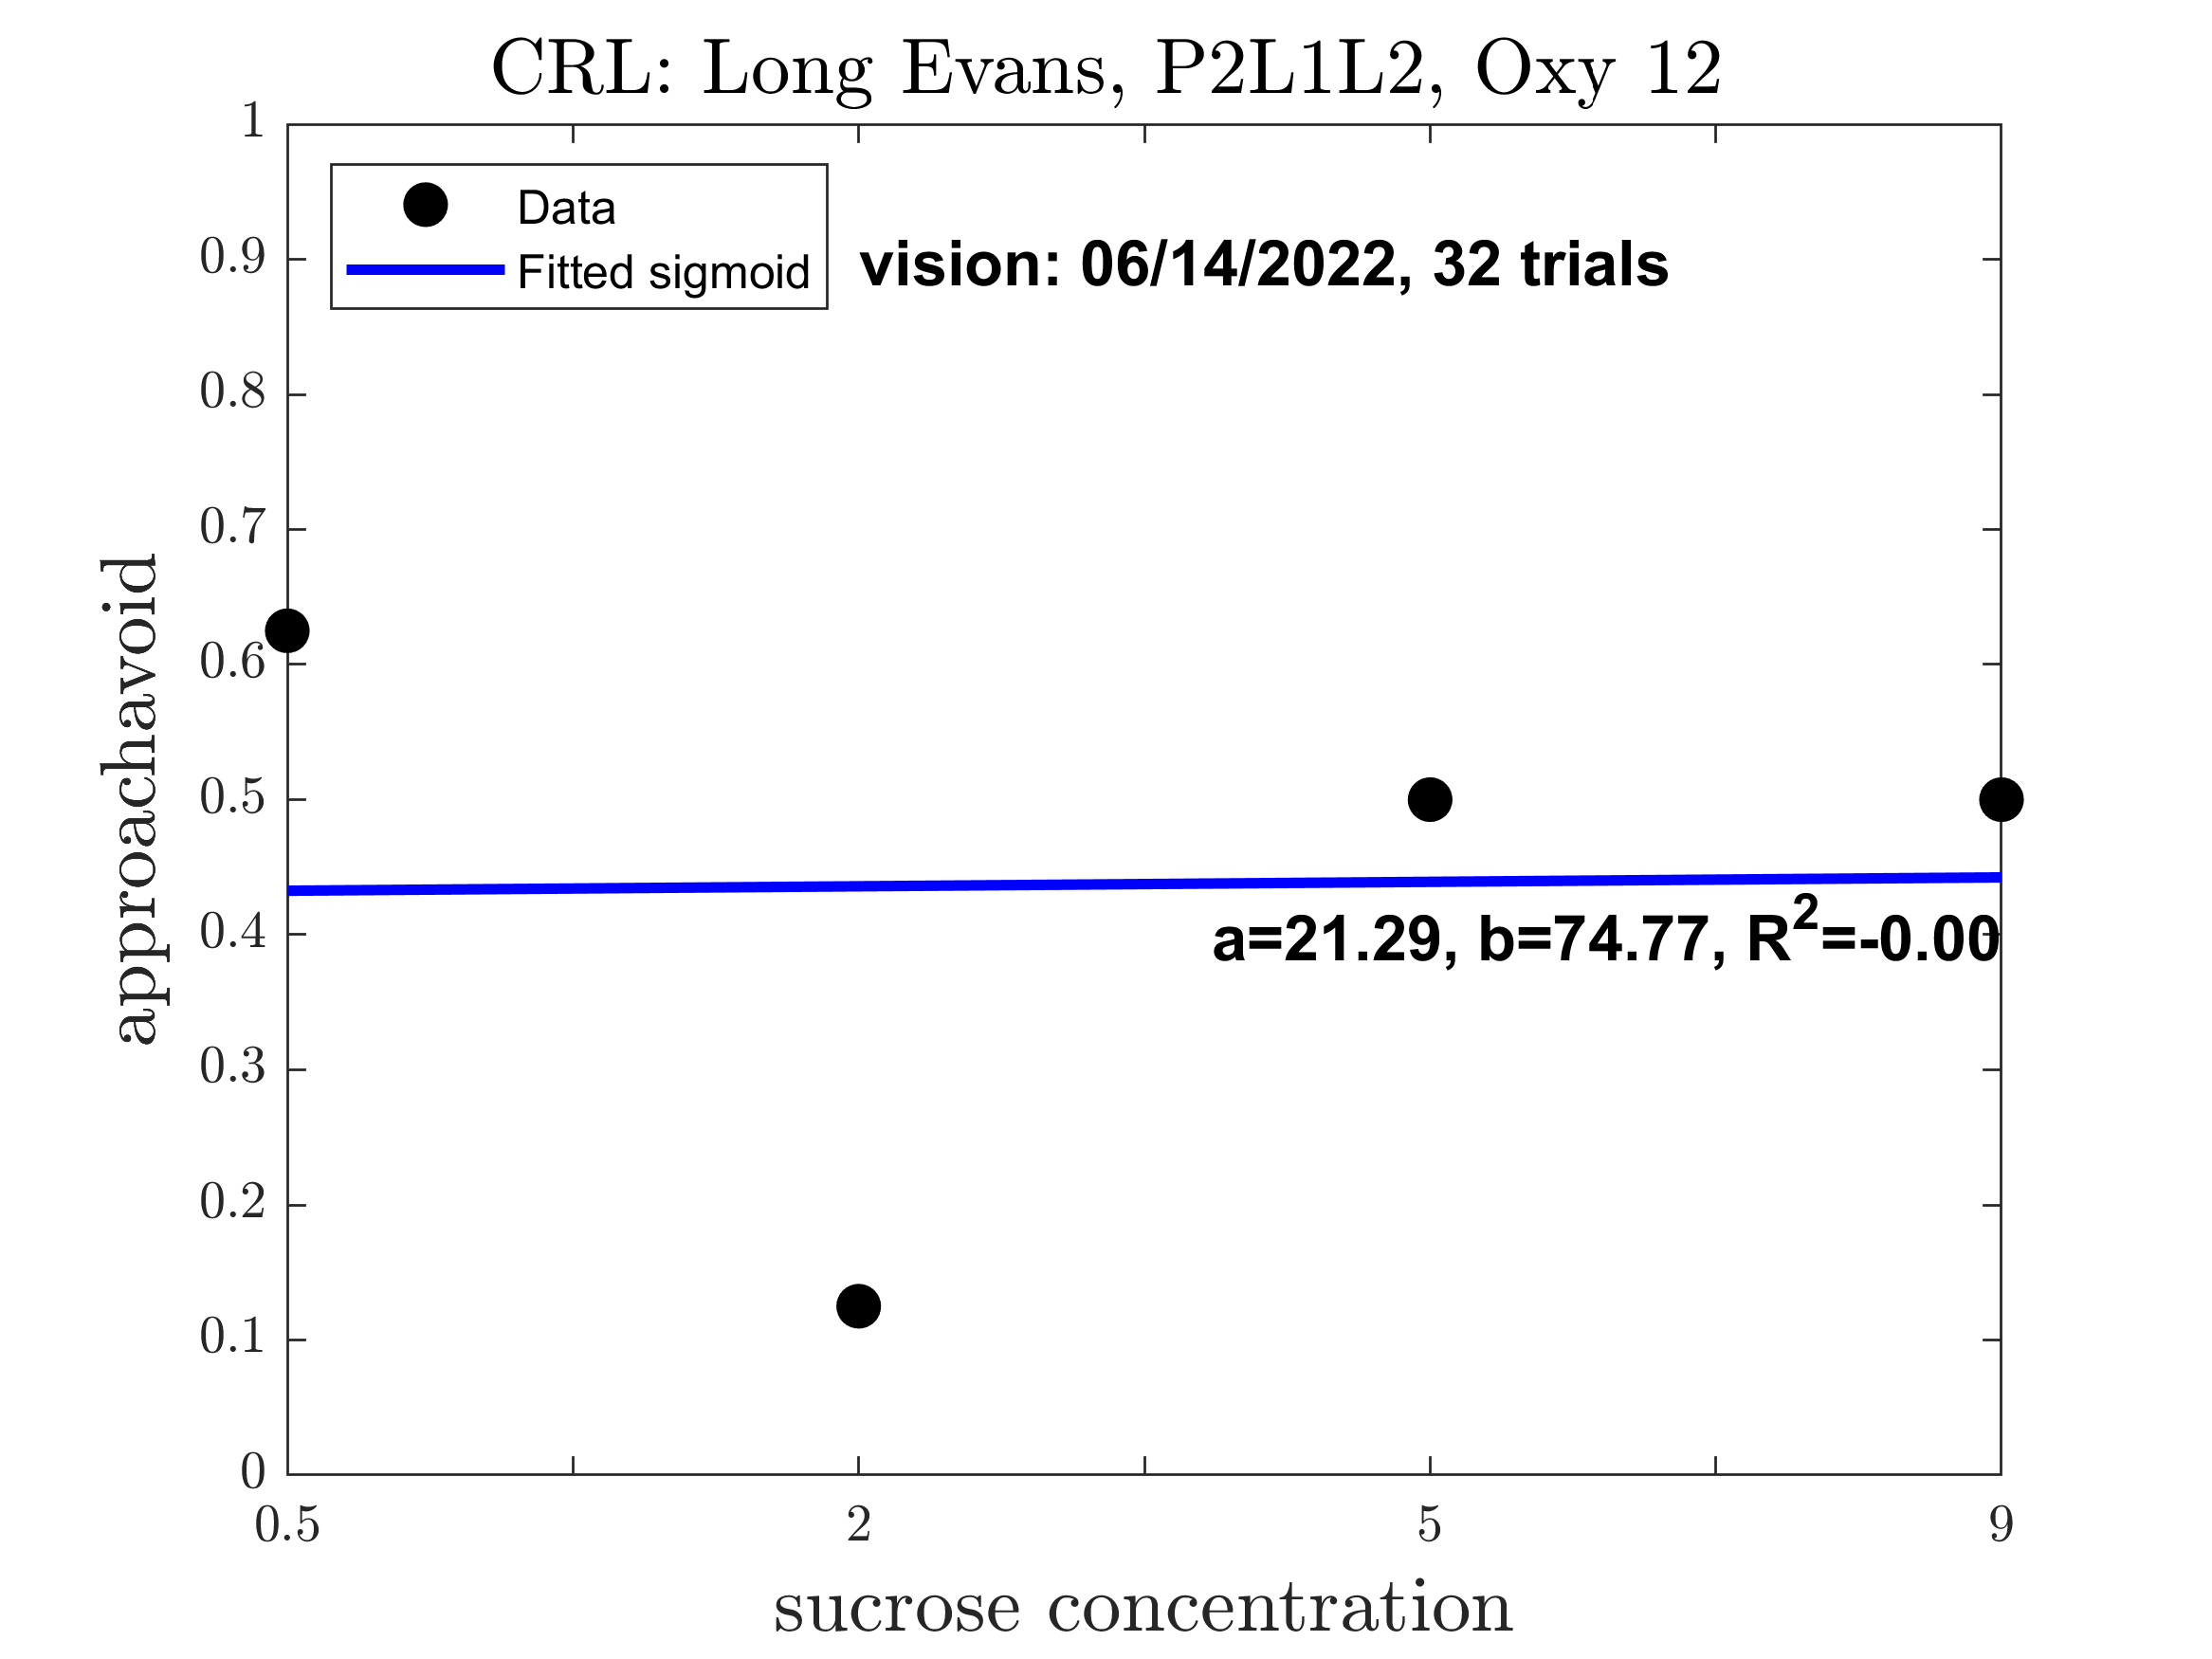 CRL: Long Evans, P2L1L2, Oxy 12
1
0.9
0.8
0.7
0.6
0.5
0.4
0.3
0.2
0.1
0
approachavoid
Data
Fitted sigmoid
vision: 06/14/2022, 32 trials
a=21.29, b=74.77, R²=-0.00
0.5 2 5 9
sucrose concentration